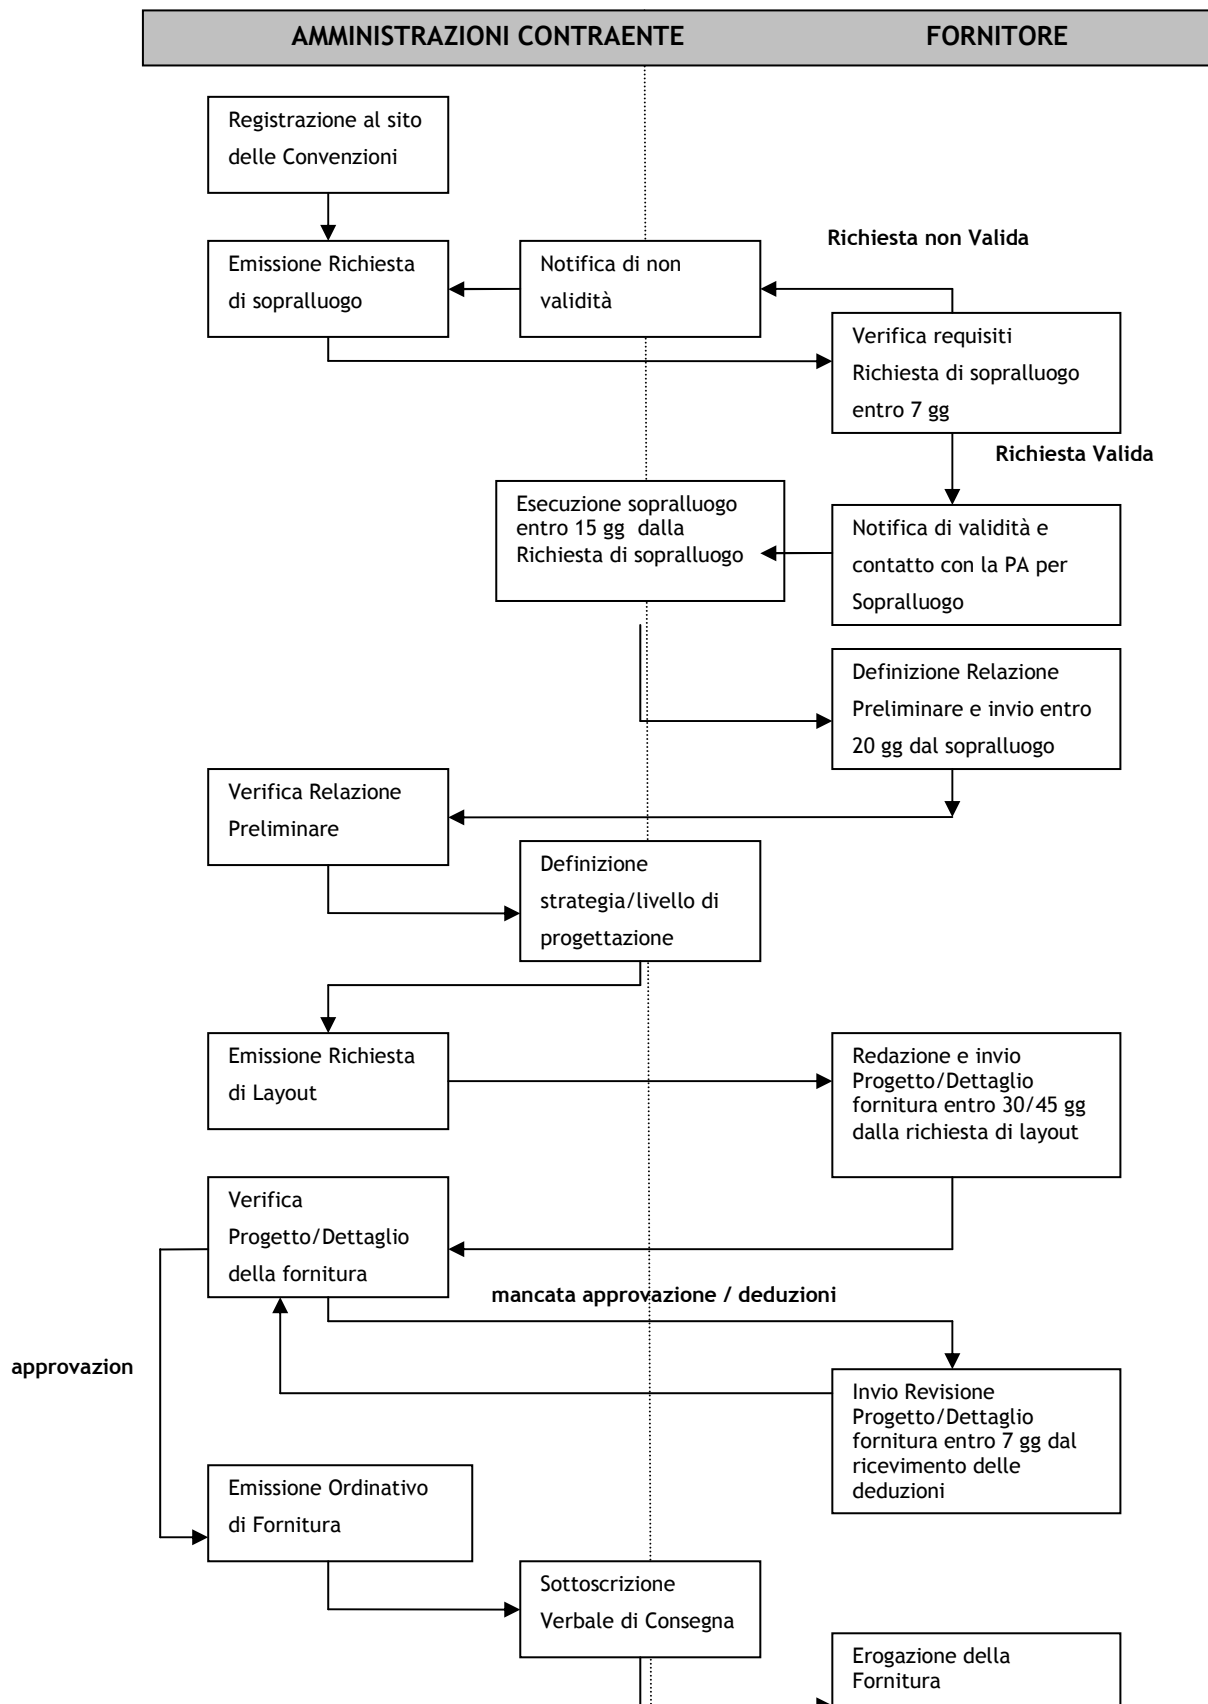 AMMINISTRAZIONI CONTRAENTE
FORNITORE
Registrazione al sito
delle Convenzioni
Richiesta non Valida
Emissione Richiesta
di sopralluogo
Notifica di non
validità
Verifica requisiti
Richiesta di sopralluogo
entro 7 gg
Richiesta Valida
Esecuzione sopralluogo
entro 15 gg dalla
Richiesta di sopralluogo
Notifica di validità e
contatto con la PA per
Sopralluogo
Definizione Relazione
Preliminare e invio entro
20 gg dal sopralluogo
Verifica Relazione
Preliminare
Definizione
strategia/livello di
progettazione
Emissione Richiesta
di Layout
Redazione e invio
Progetto/Dettaglio
fornitura entro 30/45 gg
dalla richiesta di layout
Verifica
Progetto/Dettaglio
della fornitura
mancata approvazione / deduzioni
approvazion
Invio Revisione
Progetto/Dettaglio
fornitura entro 7 gg dal
ricevimento delle
deduzioni
Emissione Ordinativo
di Fornitura
Sottoscrizione
Verbale di Consegna
Erogazione della
Fornitura